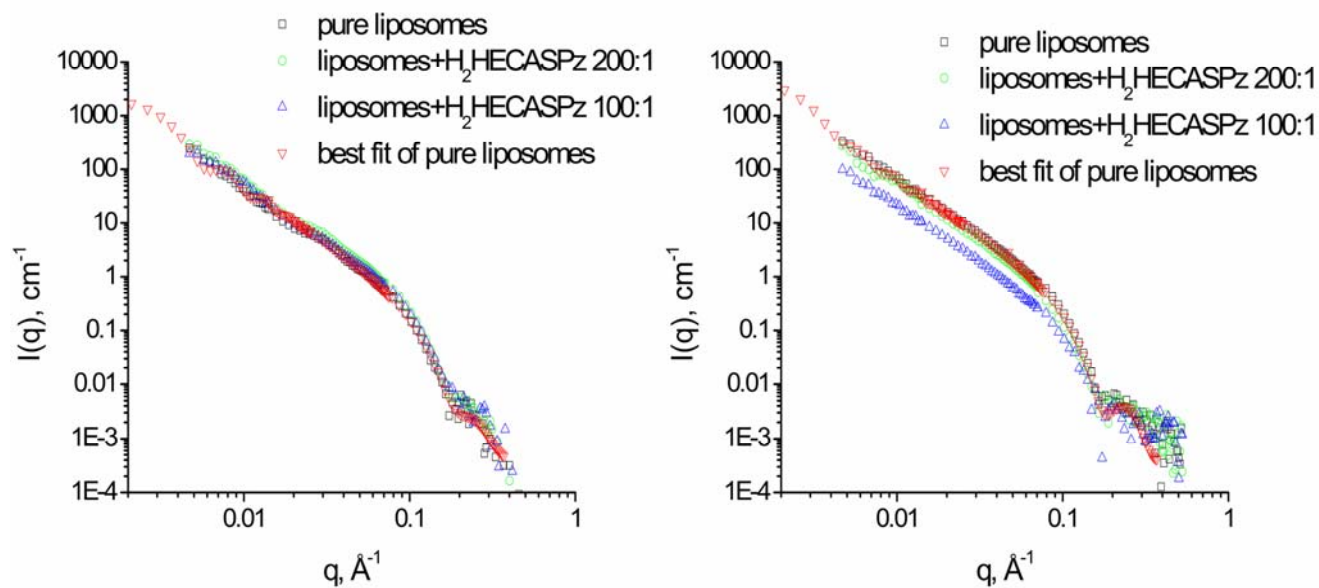 pure liposomes
liposomes+H₂HECASPz 200:1
liposomes+H₂HECASPz 100:1
best fit of pure liposomes
10000
1000
100
10
1
0.1
0.01
1E-3
1E-4
I(q), cm⁻¹
0.01 0.1 1
q, Å⁻¹
pure liposomes
liposomes+H₂HECASPz 200:1
liposomes+H₂HECASPz 100:1
best fit of pure liposomes
10000
1000
100
10
1
0.1
0.01
1E-3
1E-4
I(q), cm⁻¹
0.01 0.1 1
q, Å⁻¹